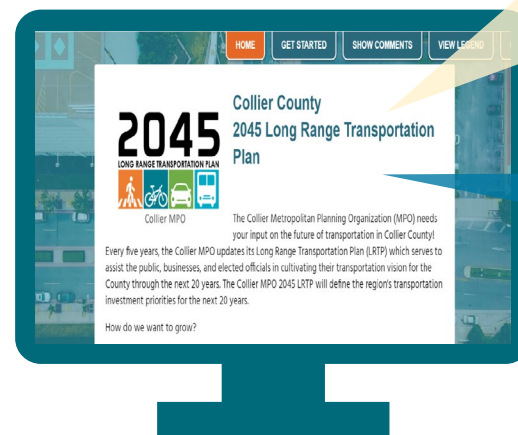 HOME GET STARTED SHOW COMMENTS VIEW LEGEND
Collier County
2045 Long Range Transportation
Plan
2045
LONG RANGE TRANSPORTATION PLAN
Collier MPO
The Collier Metropolitan Planning Organization (MPO) needs
your input on the future of transportation in Collier County!
Every five years, the Collier MPO updates its Long Range Transportation Plan (LRTP) which serves to
assist the public, businesses, and elected officials in cultivating their transportation vision for the
County through the next 20 years. The Collier MPO 2045 LRTP will define the region's transportation
investment priorities for the next 20 years.
How do we want to grow?